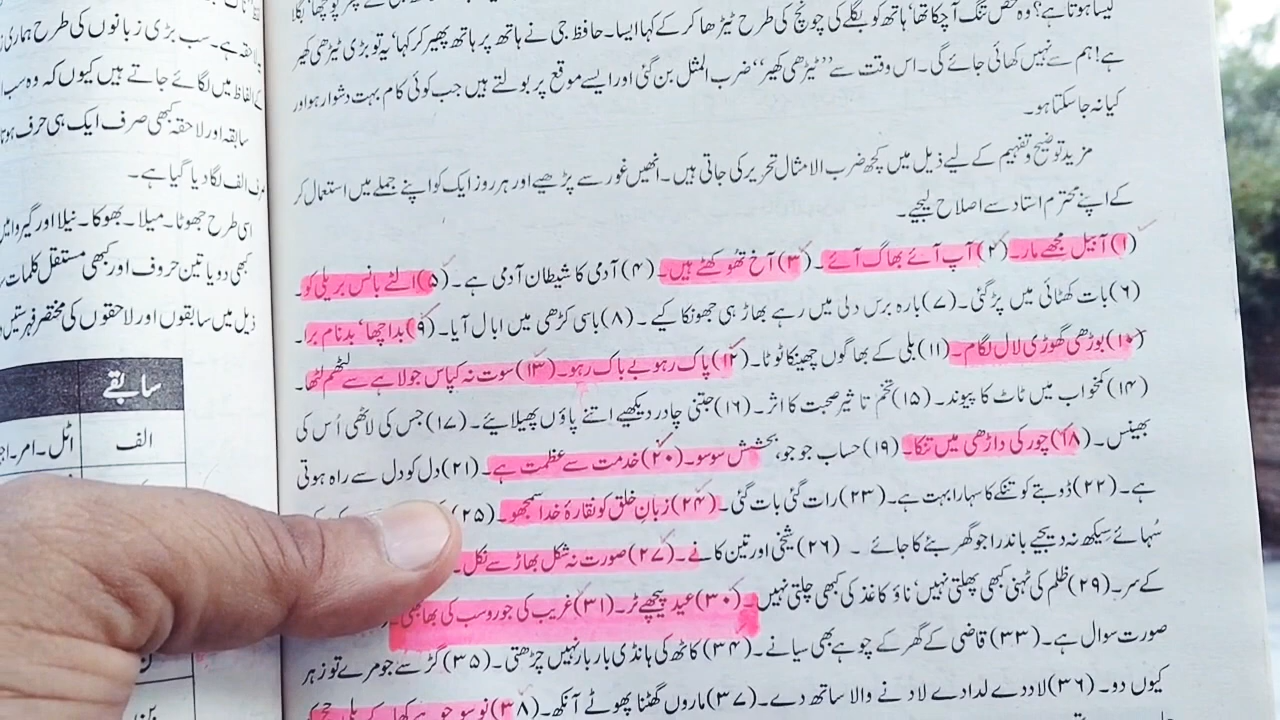 کیسا ہوتا ہے؟ وہ شخص تنگ آ چکا تھا' ہاتھ کو بگلے کی چونچ کی طرح ٹیڑھا کر کے کہا ایسا۔ حافظ جی نے ہاتھ پر ہاتھ پھیر کر کہا' یہ تو بڑی ٹیڑھی کھیر
ہے! ہم سے نہیں کھائی جائے گی۔ اس وقت سے ''ٹیڑھی کھیر'' ضرب المثل بن گئی اور ایسے موقع پر بولتے ہیں جب کوئی کام بہت دشوار ہو اور
کیا نہ جا سکتا ہو۔
مزید توضیح و تفہیم کے لیے ذیل میں کچھ ضرب الامثال تحریر کی جاتی ہیں۔ انھیں غور سے پڑھیے اور ہر روز ایک کو اپنے جملے میں استعمال کر
کے اپنے محترم استاد سے اصلاح لیجیے۔
(۱) آ بیل مجھے مار۔ (۲) آپ آئے بھاگ آئے۔ (۳) آخ تھو کھٹے ہیں۔ (۴) آدمی کا شیطان آدمی ہے۔ (۵) الٹے بانس بریلی کو۔
(۶) بات کھٹائی میں پڑ گئی۔ (۷) بارہ برس دلی میں رہے بھاڑ ہی جھونکا کیے۔ (۸) باسی کڑھی میں ابال آیا۔ (۹) بد اچھا' بدنام برا
(۱۰) بوڑھی گھوڑی لال لگام۔ (۱۱) بلی کے بھاگوں چھینکا ٹوٹا۔ (۱۲) پاک رہو بے باک رہو۔ (۱۳) سوت نہ کپاس جولاہے سے لٹھم لٹھا۔
(۱۴) کمخواب میں ٹاٹ کا پیوند۔ (۱۵) تخم تاثیر صحبت کا اثر۔ (۱۶) جتنی چادر دیکھیے اتنے پاؤں پھیلائیے۔ (۱۷) جس کی لاٹھی اُس کی
بھینس۔ (۱۸) چور کی داڑھی میں تنکا۔ (۱۹) حساب جو جو، بخشش سو سو۔ (۲۰) خدمت سے عظمت ہے۔ (۲۱) دل کو دل سے راہ ہوتی
ہے۔ (۲۲) ڈوبتے کو تنکے کا سہارا بہت ہے۔ (۲۳) رات گئی بات گئی۔ (۲۴) زبانِ خلق کو نقارۂ خدا سمجھو۔ (۲۵)
سُہائے سیکھ نہ دیجیے باندرا جو گھر بئے کا جائے ۔ (۲۶) شیخی اور تین کانے۔ (۲۷) صورت نہ شکل بھاڑ سے نکل۔
کے سر۔ (۲۹) ظلم کی ٹہنی کبھی پھلتی نہیں' ناؤ کاغذ کی کبھی چلتی نہیں۔ (۳۰) عید پیچھے ٹر۔ (۳۱) غریب کی جورو سب کی بھابھی۔
صورت سوال ہے۔ (۳۳) قاضی کے گھر کے چوہے بھی سیانے۔ (۳۴) کاٹھ کی ہانڈی بار بار نہیں چڑھتی۔ (۳۵) گڑ سے جو مرے تو زہر
کیوں دو۔ (۳۶) لاد دے لدا دے لادنے والا ساتھ دے۔ (۳۷) ماروں گھٹنا پھوٹے آنکھ۔ (۳۸) نو سو چوہے کھا کے بلی حج کو
لاحقہ ہے۔ سب بڑی زبانوں کی طرح ہماری
الفاظ میں لگائے جاتے ہیں کیوں کہ وہ سب
سابقہ اور لاحقہ کبھی صرف ایک ہی حرف ہوتا
الف لگا دیا گیا ہے۔
اسی طرح جھوٹا۔ میلا۔ بھوکا۔ نیلا اور گیروا میں
کبھی دو یا تین حروف اور کبھی مستقل کلمات
ذیل میں سابقوں اور لاحقوں کی مختصر فہرستیں
سابقے
الف
اٹل۔ امر۔